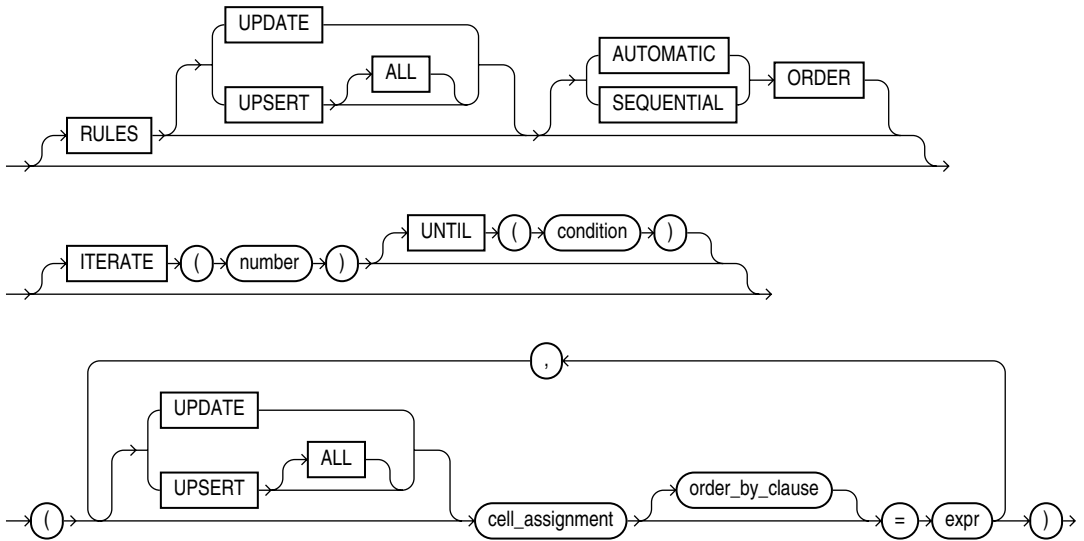 UPDATE
ALL
UPSERT
AUTOMATIC
SEQUENTIAL
ORDER
RULES
ITERATE ( number )
UNTIL ( condition )
,
UPDATE
ALL
UPSERT
order_by_clause
( cell_assignment = expr )